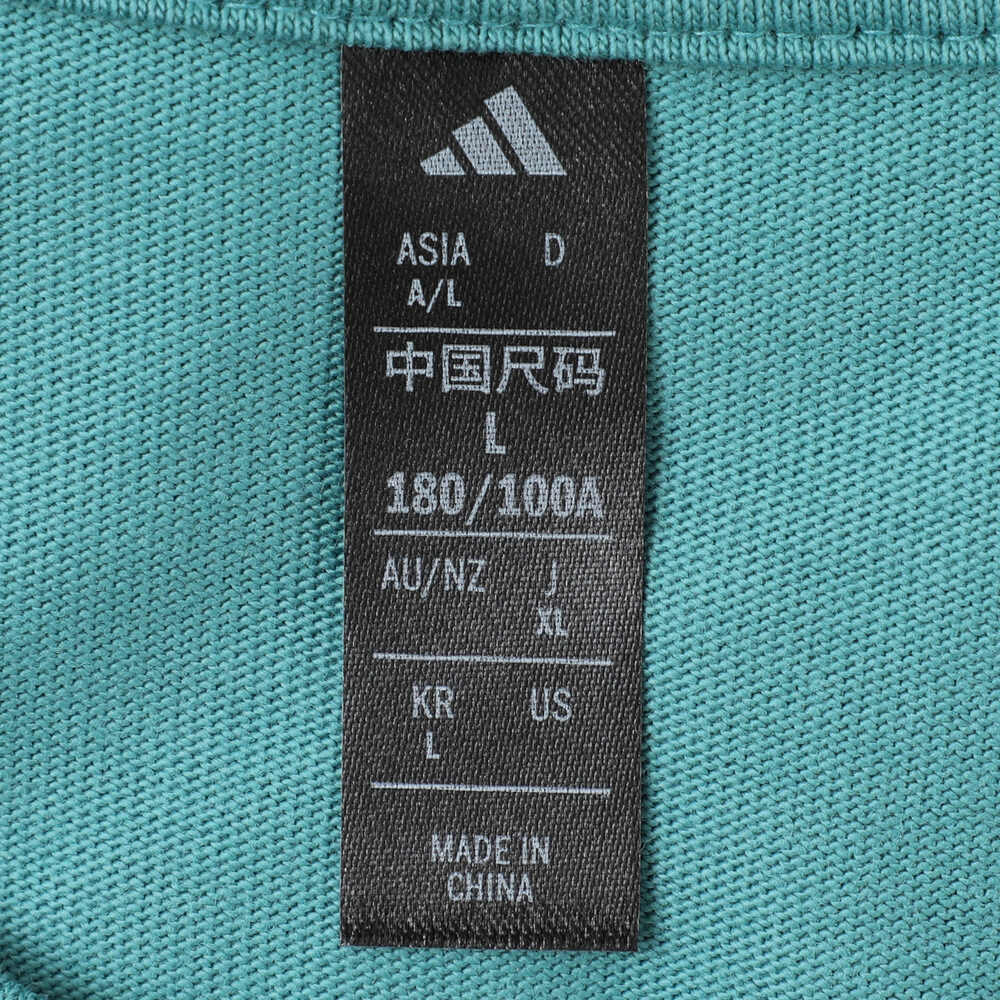 ASIA D
A/L
中国尺码
L
180/100A
AU/NZ J
XL
KR US
L
MADE IN
CHINA